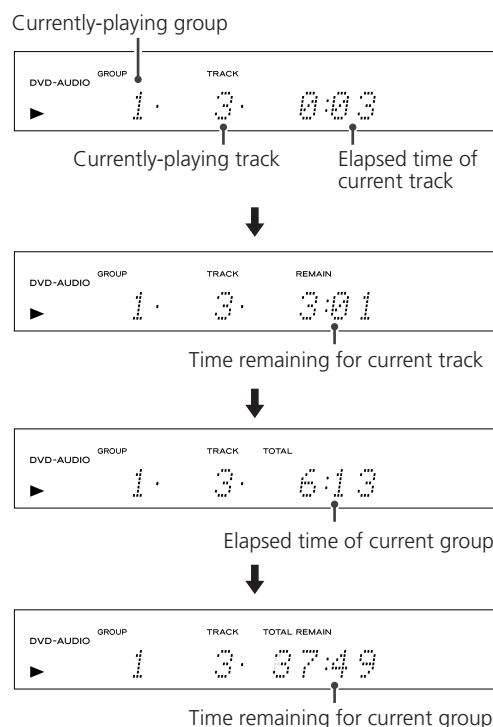 Currently-playing group
GROUP TRACK
DVD-AUDIO
1 3 0:03
Currently-playing track Elapsed time of
current track
GROUP TRACK REMAIN
DVD-AUDIO
1 3 3:01
Time remaining for current track
GROUP TRACK TOTAL
DVD-AUDIO
1 3 6:13
Elapsed time of current group
GROUP TRACK TOTAL REMAIN
DVD-AUDIO
1 3 87:49
Time remaining for current group